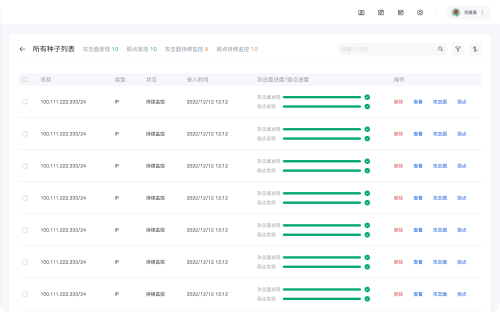 所有种子列表 攻击面发现 10 弱点发现 10 攻击面持续监控 9 弱点持续监控 10
请输入内容
名称 类型 状态 录入时间 攻击面进度/弱点进度 操作
100.111.222.333/24 IP 持续监控 2022/12/12 12:12 攻击面发现 删除 查看 攻击面 弱点
弱点发现
100.111.222.333/24 IP 持续监控 2022/12/12 12:12 攻击面发现 删除 查看 攻击面 弱点
弱点发现
100.111.222.333/24 IP 持续监控 2022/12/12 12:12 攻击面发现 删除 查看 攻击面 弱点
弱点发现
100.111.222.333/24 IP 持续监控 2022/12/12 12:12 攻击面发现 删除 查看 攻击面 弱点
弱点发现
100.111.222.333/24 IP 持续监控 2022/12/12 12:12 攻击面发现 删除 查看 攻击面 弱点
弱点发现
100.111.222.333/24 IP 持续监控 2022/12/12 12:12 攻击面发现 删除 查看 攻击面 弱点
弱点发现
100.111.222.333/24 IP 持续监控 2022/12/12 12:12 攻击面发现 删除 查看 攻击面 弱点
弱点发现